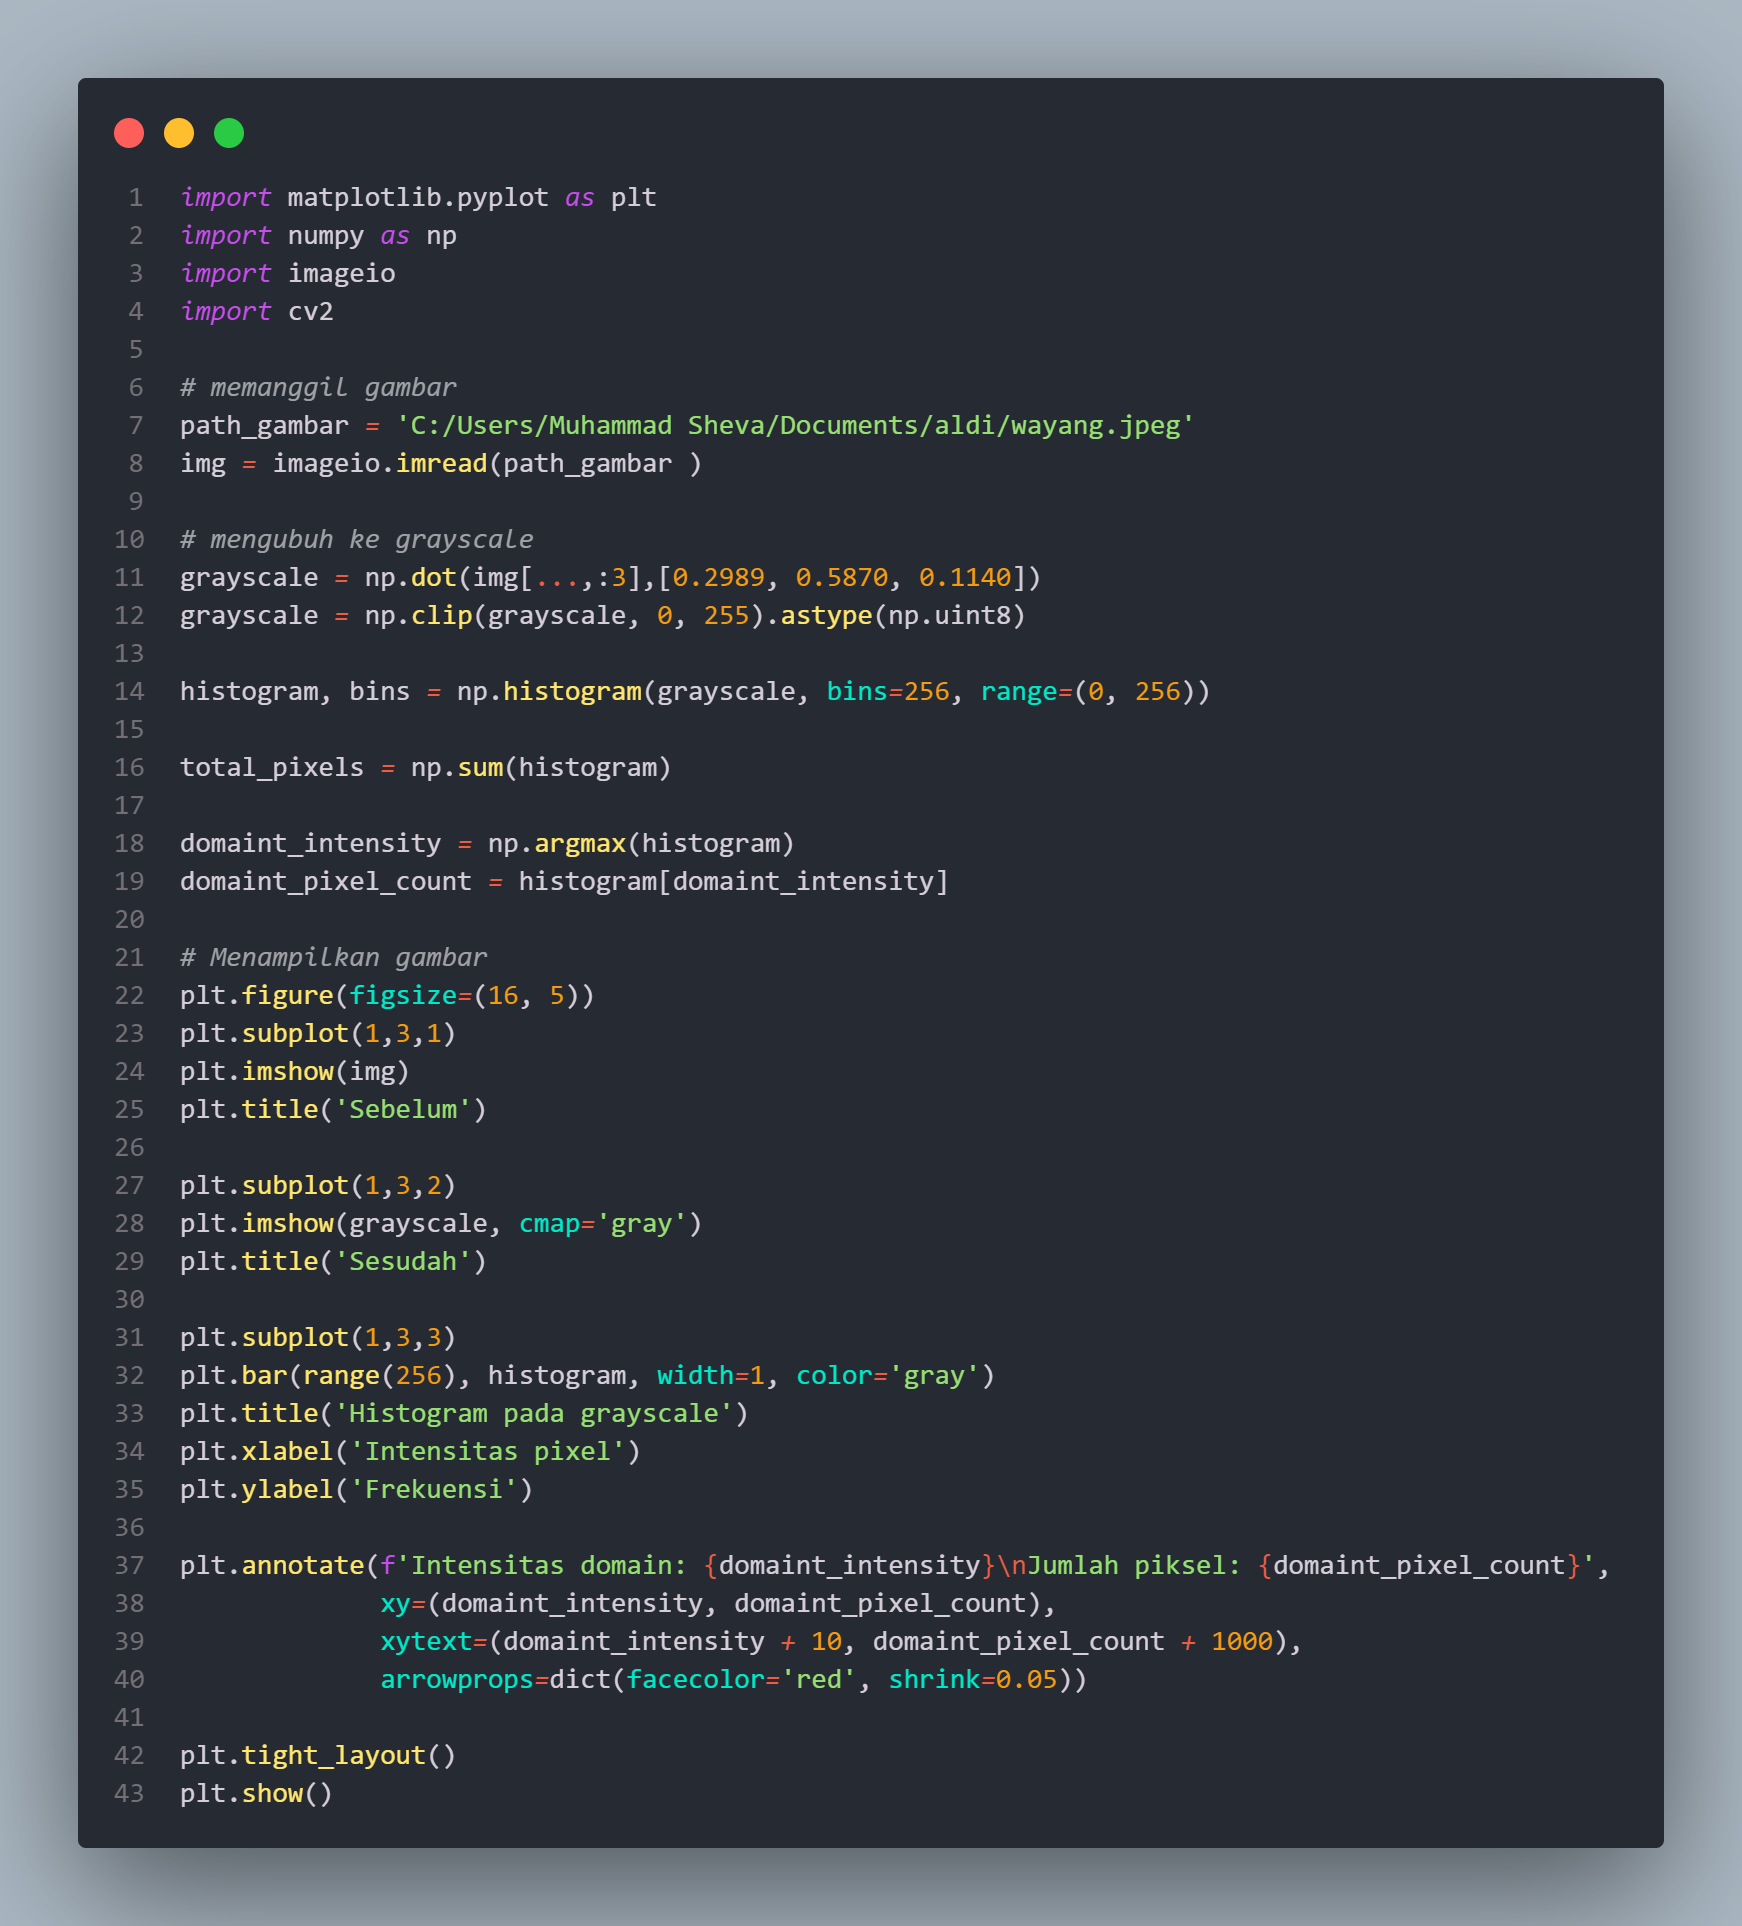 1 import matplotlib.pyplot as plt
2 import numpy as np
3 import imageio
4 import cv2
5
6 # memanggil gambar
7 path_gambar = 'C:/Users/Muhammad Sheva/Documents/aldi/wayang.jpeg'
8 img = imageio.imread(path_gambar )
9
10 # mengubuh ke grayscale
11 grayscale = np.dot(img[...,:3],[0.2989, 0.5870, 0.1140])
12 grayscale = np.clip(grayscale, 0, 255).astype(np.uint8)
13
14 histogram, bins = np.histogram(grayscale, bins=256, range=(0, 256))
15
16 total_pixels = np.sum(histogram)
17
18 domaint_intensity = np.argmax(histogram)
19 domaint_pixel_count = histogram[domaint_intensity]
20
21 # Menampilkan gambar
22 plt.figure(figsize=(16, 5))
23 plt.subplot(1,3,1)
24 plt.imshow(img)
25 plt.title('Sebelum')
26
27 plt.subplot(1,3,2)
28 plt.imshow(grayscale, cmap='gray')
29 plt.title('Sesudah')
30
31 plt.subplot(1,3,3)
32 plt.bar(range(256), histogram, width=1, color='gray')
33 plt.title('Histogram pada grayscale')
34 plt.xlabel('Intensitas pixel')
35 plt.ylabel('Frekuensi')
36
37 plt.annotate(f'Intensitas domain: {domaint_intensity}\nJumlah piksel: {domaint_pixel_count}',
38              xy=(domaint_intensity, domaint_pixel_count),
39              xytext=(domaint_intensity + 10, domaint_pixel_count + 1000),
40              arrowprops=dict(facecolor='red', shrink=0.05))
41
42 plt.tight_layout()
43 plt.show()